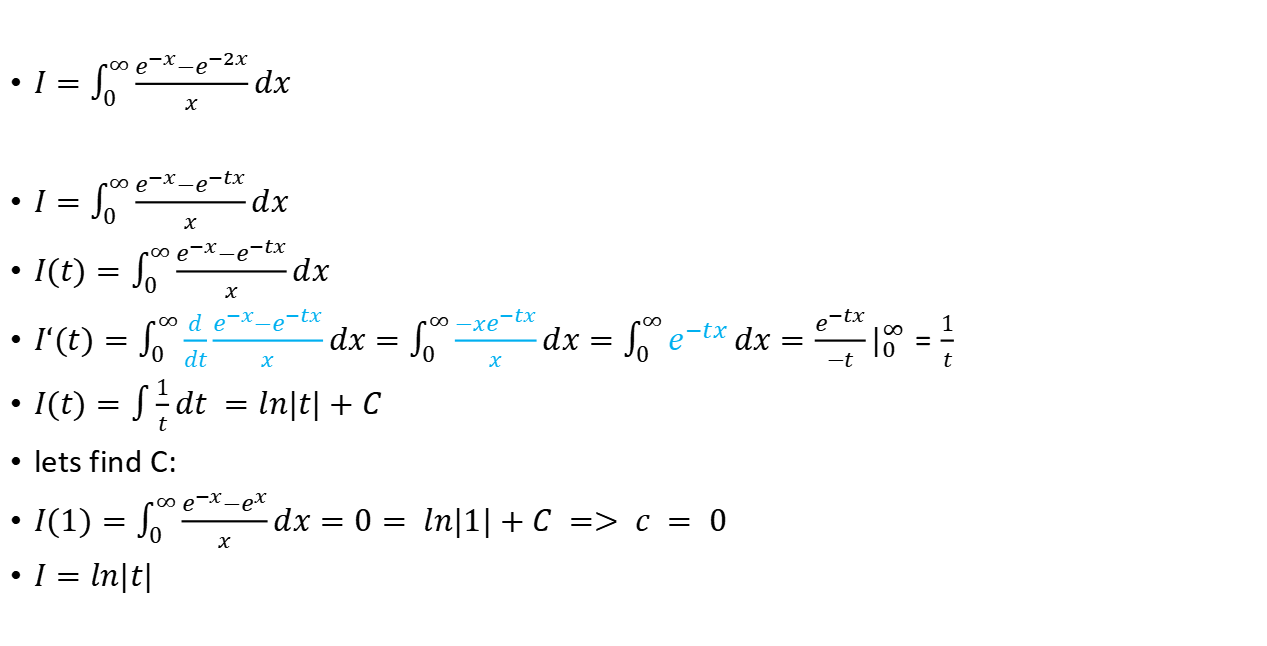 • I = ∫₀^∞ (e^(−x) − e^(−2x))/x dx
• I = ∫₀^∞ (e^(−x) − e^(−tx))/x dx
• I(t) = ∫₀^∞ (e^(−x) − e^(−tx))/x dx
• I‘(t) = ∫₀^∞ d/dt (e^(−x) − e^(−tx))/x dx = ∫₀^∞ (−xe^(−tx))/x dx = ∫₀^∞ e^(−tx) dx = e^(−tx)/(−t) |₀^∞ = 1/t
• I(t) = ∫ 1/t dt = ln|t| + C
• lets find C:
• I(1) = ∫₀^∞ (e^(−x) − e^x)/x dx = 0 = ln|1| + C => c = 0
• I = ln|t|